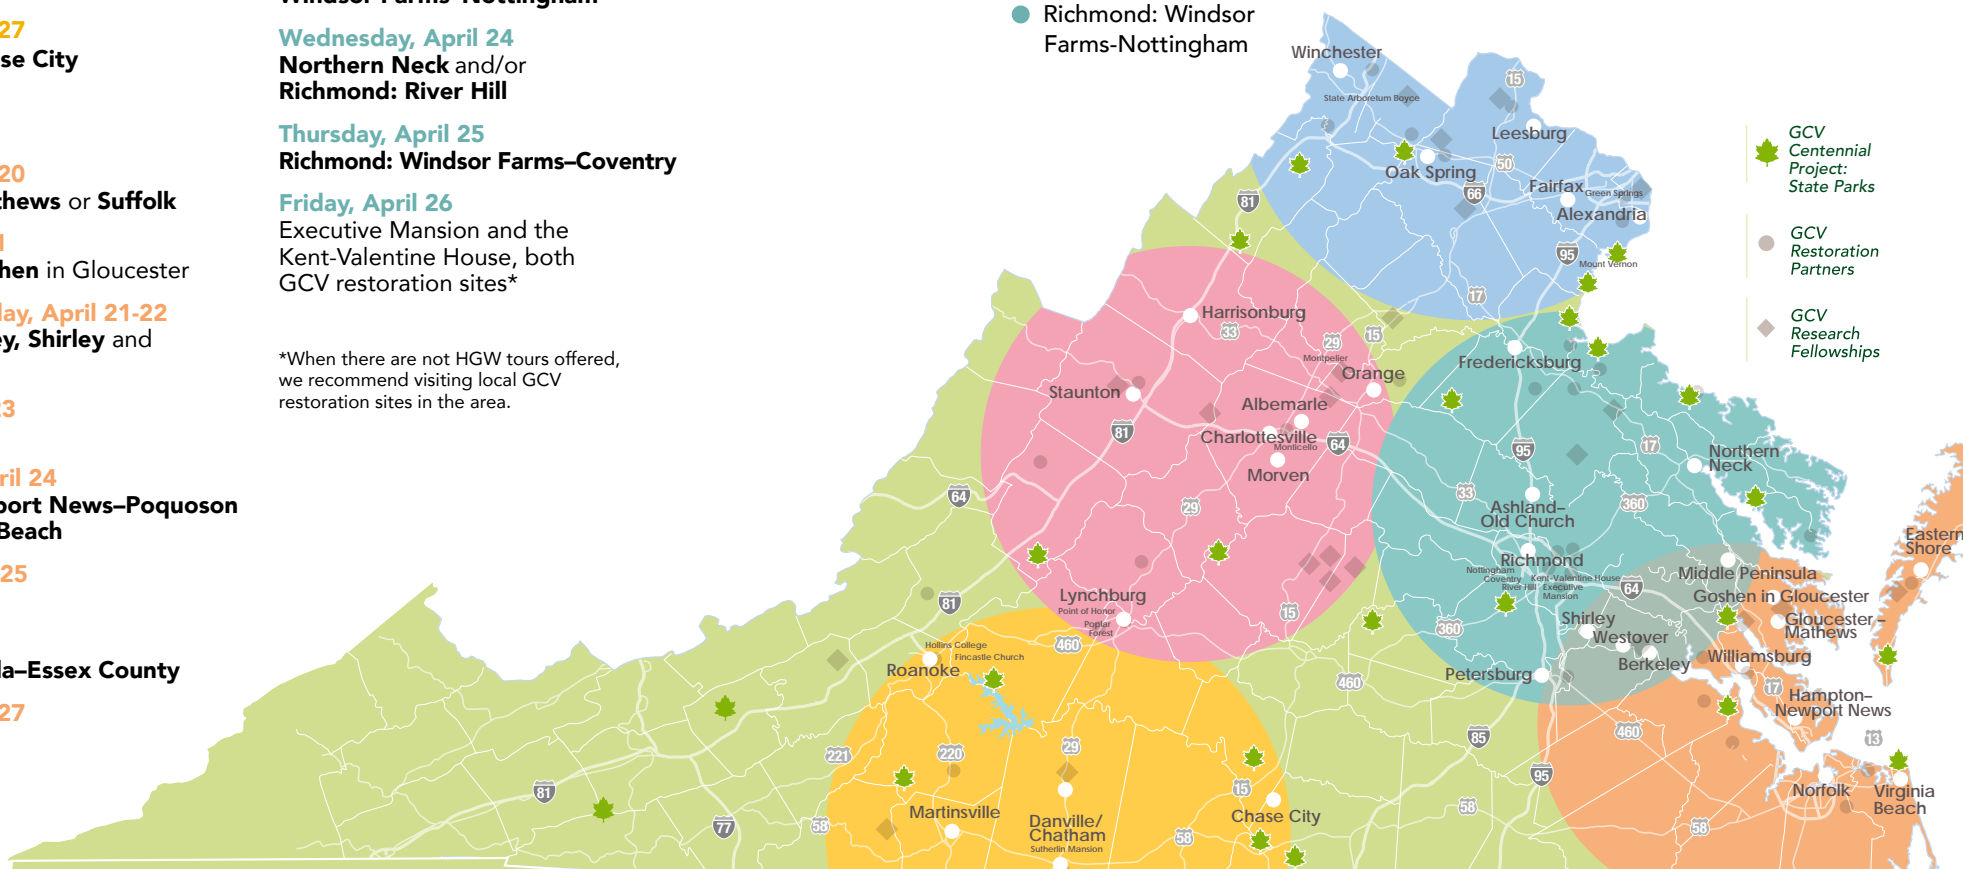 27
se City
20
hews or Suffolk
hen in Gloucester
lay, April 21-22
y, Shirley and
23
ril 24
port News–Poquoson
Beach
25
la–Essex County
27
Windsor Farms–Nottingham
Wednesday, April 24
Northern Neck and/or
Richmond: River Hill
Thursday, April 25
Richmond: Windsor Farms–Coventry
Friday, April 26
Executive Mansion and the
Kent-Valentine House, both
GCV restoration sites*
*When there are not HGW tours offered,
we recommend visiting local GCV
restoration sites in the area.
Richmond: Windsor
Farms-Nottingham
GCV
Centennial
Project:
State Parks
GCV
Restoration
Partners
GCV
Research
Fellowships
Winchester
15
State Arboretum Boyce
Leesburg
50
Oak Spring
66
Fairfax
Green Springs
81
Alexandria
95
Mount Vernon
17
Harrisonburg
33
29
15
Montpelier
Fredericksburg
Orange
Staunton
Albemarle
81
Charlottesville
64
Monticello
95
17
Northern
Neck
Morven
64
33
29
360
Ashland–
Old Church
Eastern
Shore
Richmond
Nottingham
Coventry
River Hill
Kent-Valentine House
Executive
Mansion
64
Middle Peninsula
Goshen in Gloucester
81
Lynchburg
Point of Honor
Poplar
Forest
15
360
Shirley
Gloucester –
Mathews
Westover
460
Hollins College
Fincastle Church
Roanoke
Berkeley
Williamsburg
Petersburg
460
17
Hampton–
Newport News
221
220
29
85
460
13
95
81
15
Norfolk
Virginia
Beach
Martinsville
Chase City
58
77
58
Danville/
Chatham
Sutherlin Mansion
58
58